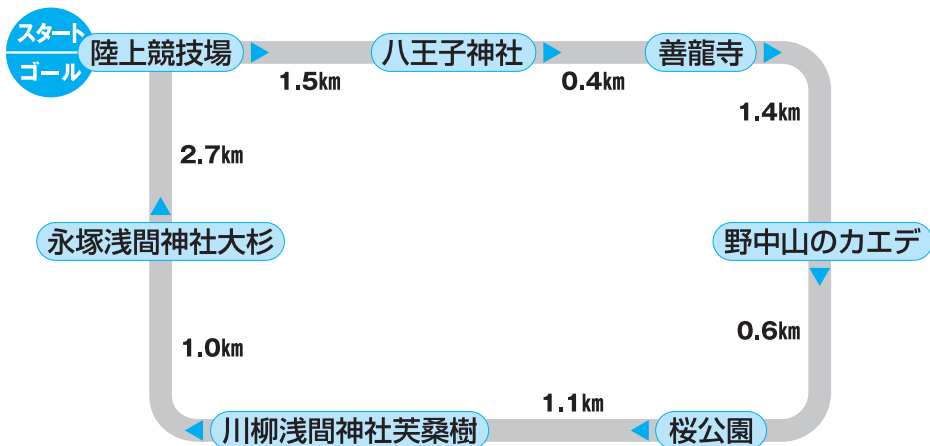 スタート
ゴール
陸上競技場
1.5km
八王子神社
0.4km
善龍寺
1.4km
野中山のカエデ
0.6km
桜公園
1.1km
川柳浅間神社芙桑樹
1.0km
永塚浅間神社大杉
2.7km